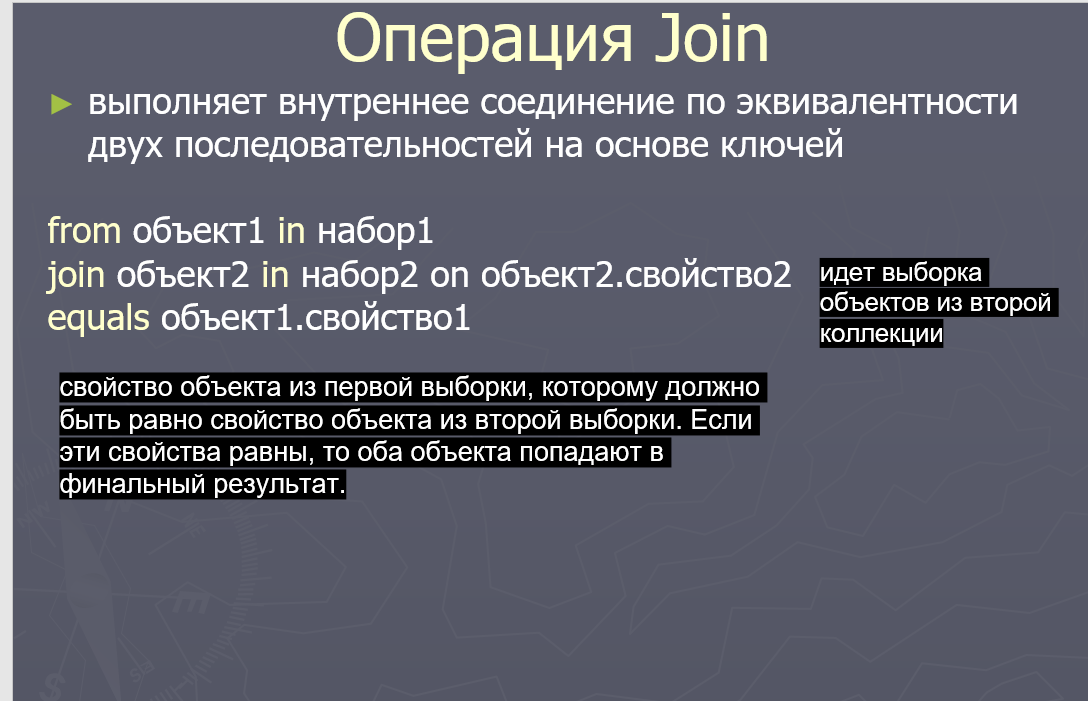 Операция Join
► выполняет внутреннее соединение по эквивалентности
двух последовательностей на основе ключей
from объект1 in набор1
join объект2 in набор2 on объект2.свойство2
equals объект1.свойство1
идет выборка
объектов из второй
коллекции
свойство объекта из первой выборки, которому должно
быть равно свойство объекта из второй выборки. Если
эти свойства равны, то оба объекта попадают в
финальный результат.